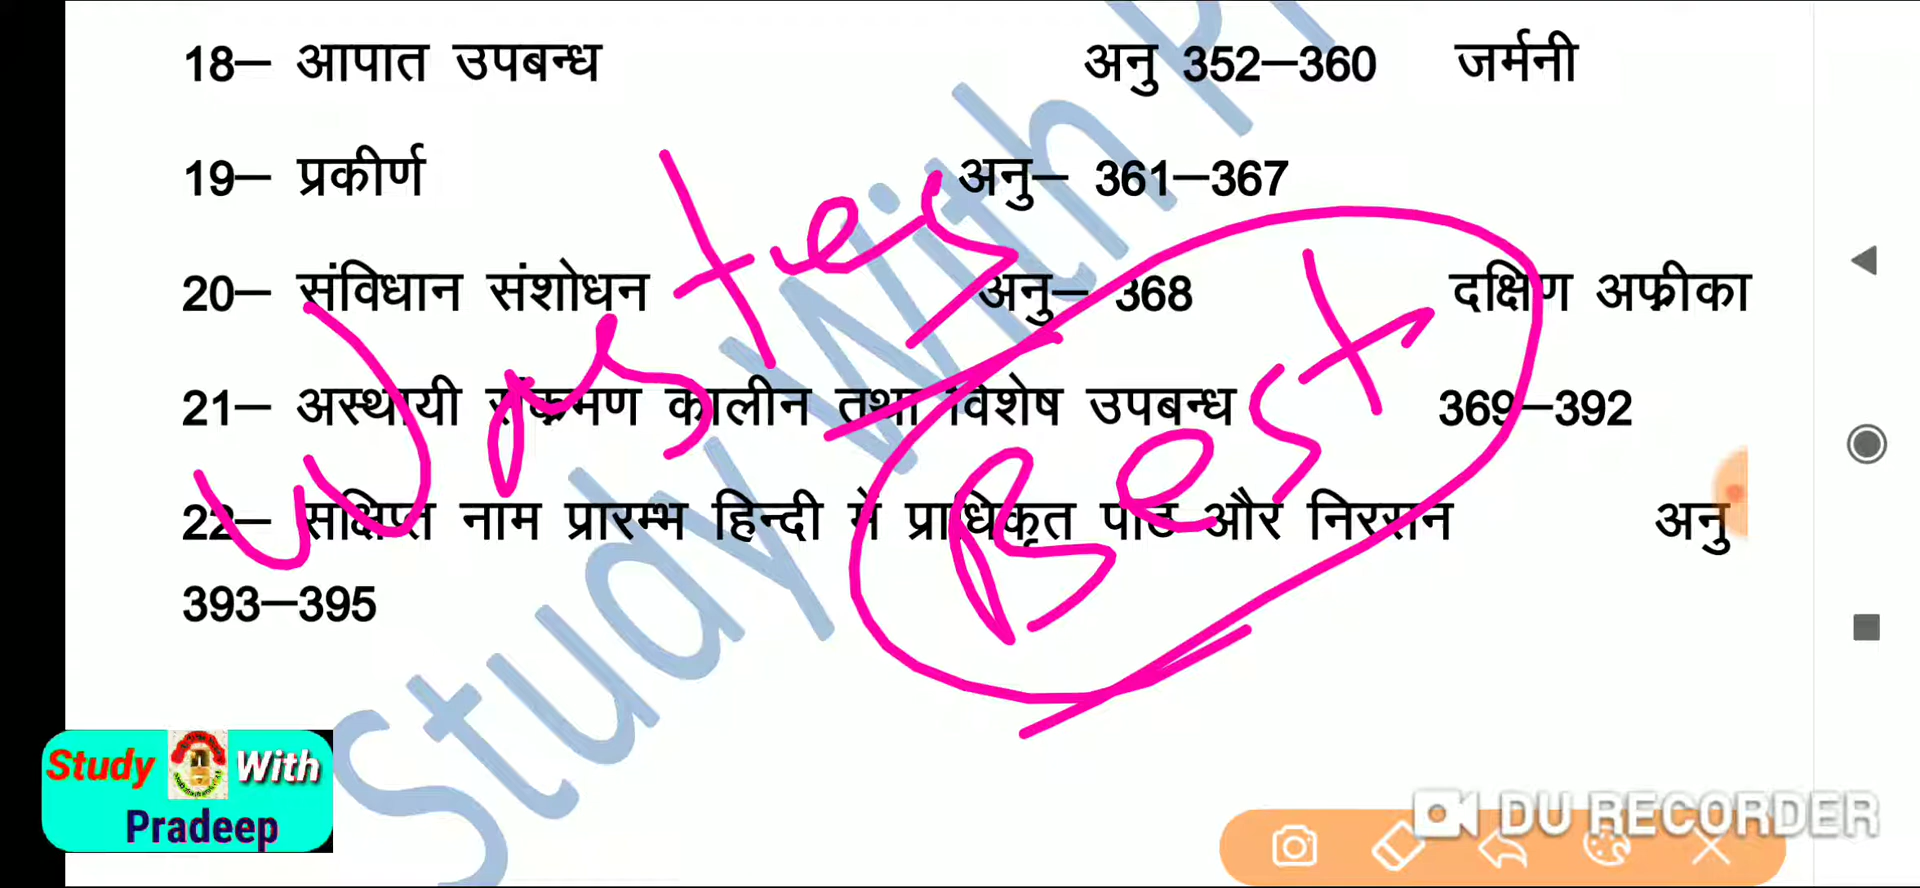 18– आपात उपबन्ध अनु 352–360 जर्मनी
19– प्रकीर्ण अनु– 361–367
20– संविधान संशोधन अनु– 368 दक्षिण अफ्रीका
21– अस्थायी संक्रमण कालीन तथा विशेष उपबन्ध 369–392
22– संक्षिप्त नाम प्रारम्भ हिन्दी में प्राधिकृत पाठ और निरसन अनु
393–395
Best
Study With
Study With
Pradeep
DU RECORDER